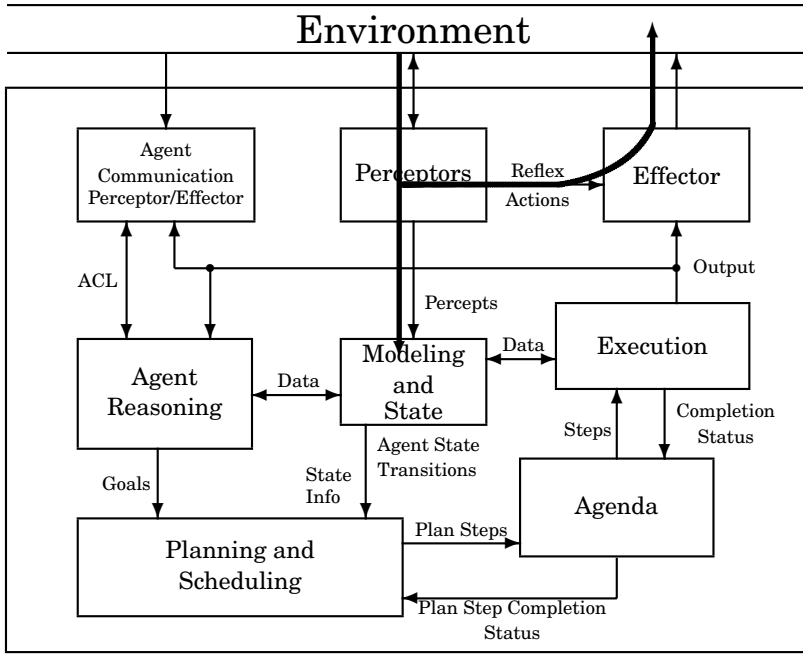 Environment
Agent
Communication
Perceptor/Effector
Perceptors
Reflex
Actions
Effector
ACL
Percepts
Output
Agent
Reasoning
Data
Modeling
and
State
Data
Execution
Goals
State
Info
Agent State
Transitions
Steps
Completion
Status
Planning and
Scheduling
Plan Steps
Agenda
Plan Step Completion
Status